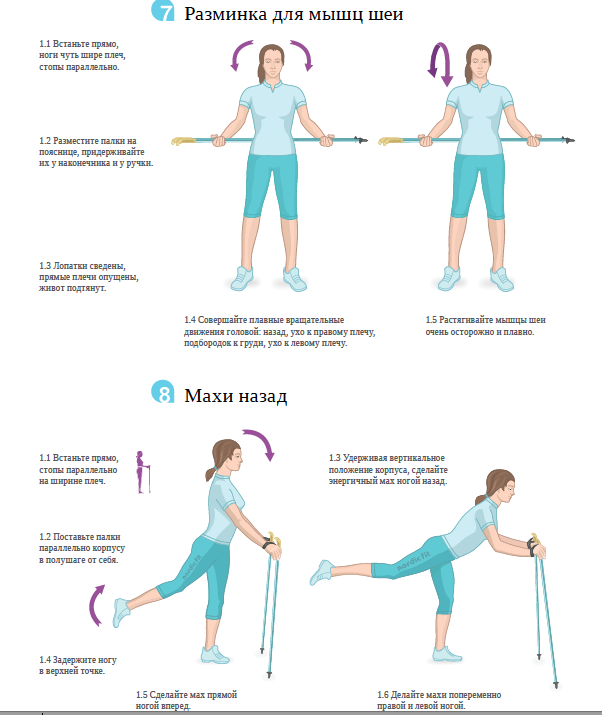 7 Разминка для мышц шеи
1.1 Встаньте прямо,
ноги чуть шире плеч,
стопы параллельно.
1.2 Разместите палки на
пояснице, придерживайте
их у наконечника и у ручки.
1.3 Лопатки сведены,
прямые плечи опущены,
живот подтянут.
1.4 Совершайте плавные вращательные
движения головой: назад, ухо к правому плечу,
подбородок к груди, ухо к левому плечу.
1.5 Растягивайте мышцы шеи
очень осторожно и плавно.
8 Махи назад
1.1 Встаньте прямо,
стопы параллельно
на ширине плеч.
1.2 Поставьте палки
параллельно корпусу
в полушаге от себя.
1.4 Задержите ногу
в верхней точке.
1.5 Сделайте мах прямой
ногой вперед.
1.3 Удерживая вертикальное
положение корпуса, сделайте
энергичный мах ногой назад.
1.6 Делайте махи попеременно
правой и левой ногой.
nordic fit
nordic fit